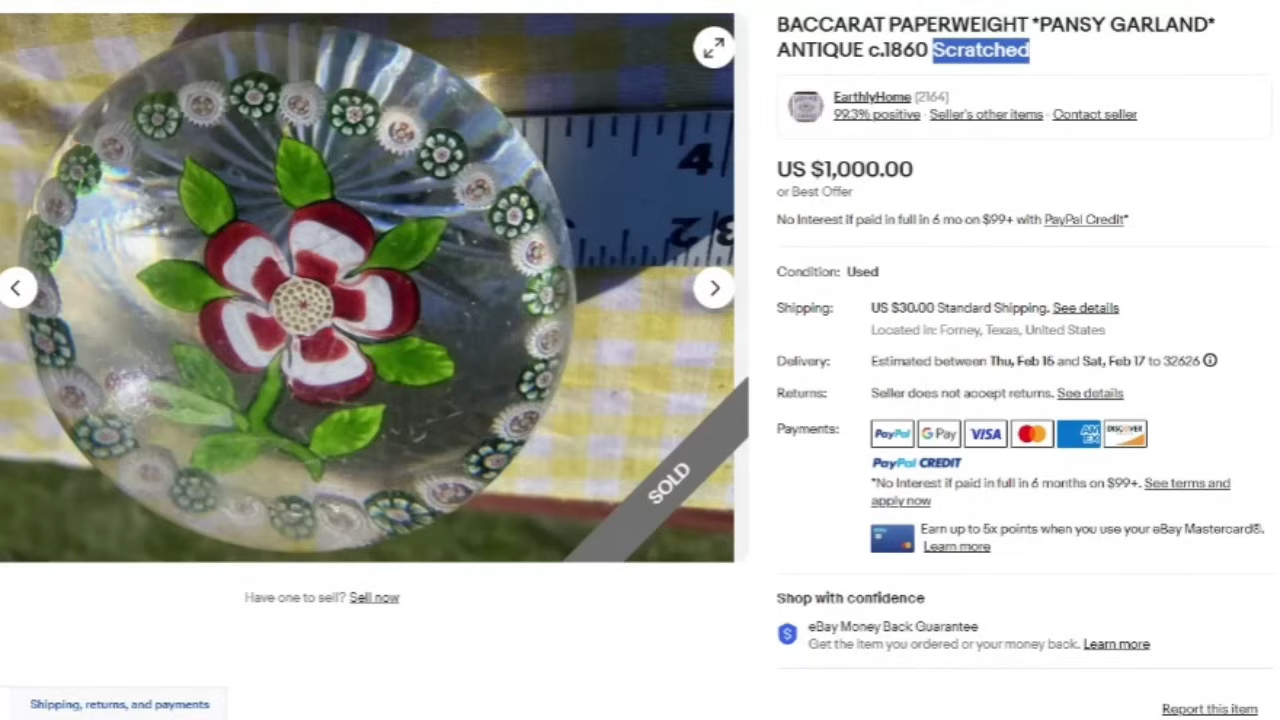 BACCARAT PAPERWEIGHT *PANSY GARLAND*
ANTIQUE c.1860 Scratched
EarthlyHome (2164)
99.3% positive · Seller's other items · Contact seller
US $1,000.00
or Best Offer
No Interest if paid in full in 6 mo on $99+ with PayPal Credit*
Condition: Used
Shipping: US $30.00 Standard Shipping. See details
Located in: Forney, Texas, United States
Delivery: Estimated between Thu, Feb 15 and Sat, Feb 17 to 32626
Returns: Seller does not accept returns. See details
Payments: PayPal G Pay VISA AM EX DISCOVER
PayPal CREDIT
*No Interest if paid in full in 6 months on $99+. See terms and
apply now
Earn up to 5x points when you use your eBay Mastercard®.
Learn more
Shop with confidence
eBay Money Back Guarantee
Get the item you ordered or your money back. Learn more
Report this item
4
2
3
SOLD
Have one to sell? Sell now
Shipping, returns, and payments